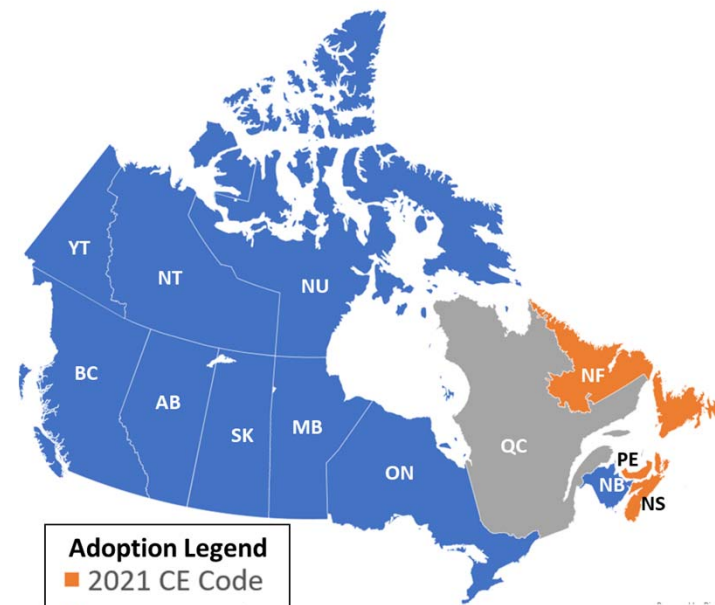 YT
NT
NU
BC
AB
SK
MB
ON
QC
NF
PE
NB
NS
Adoption Legend
2021 CE Code